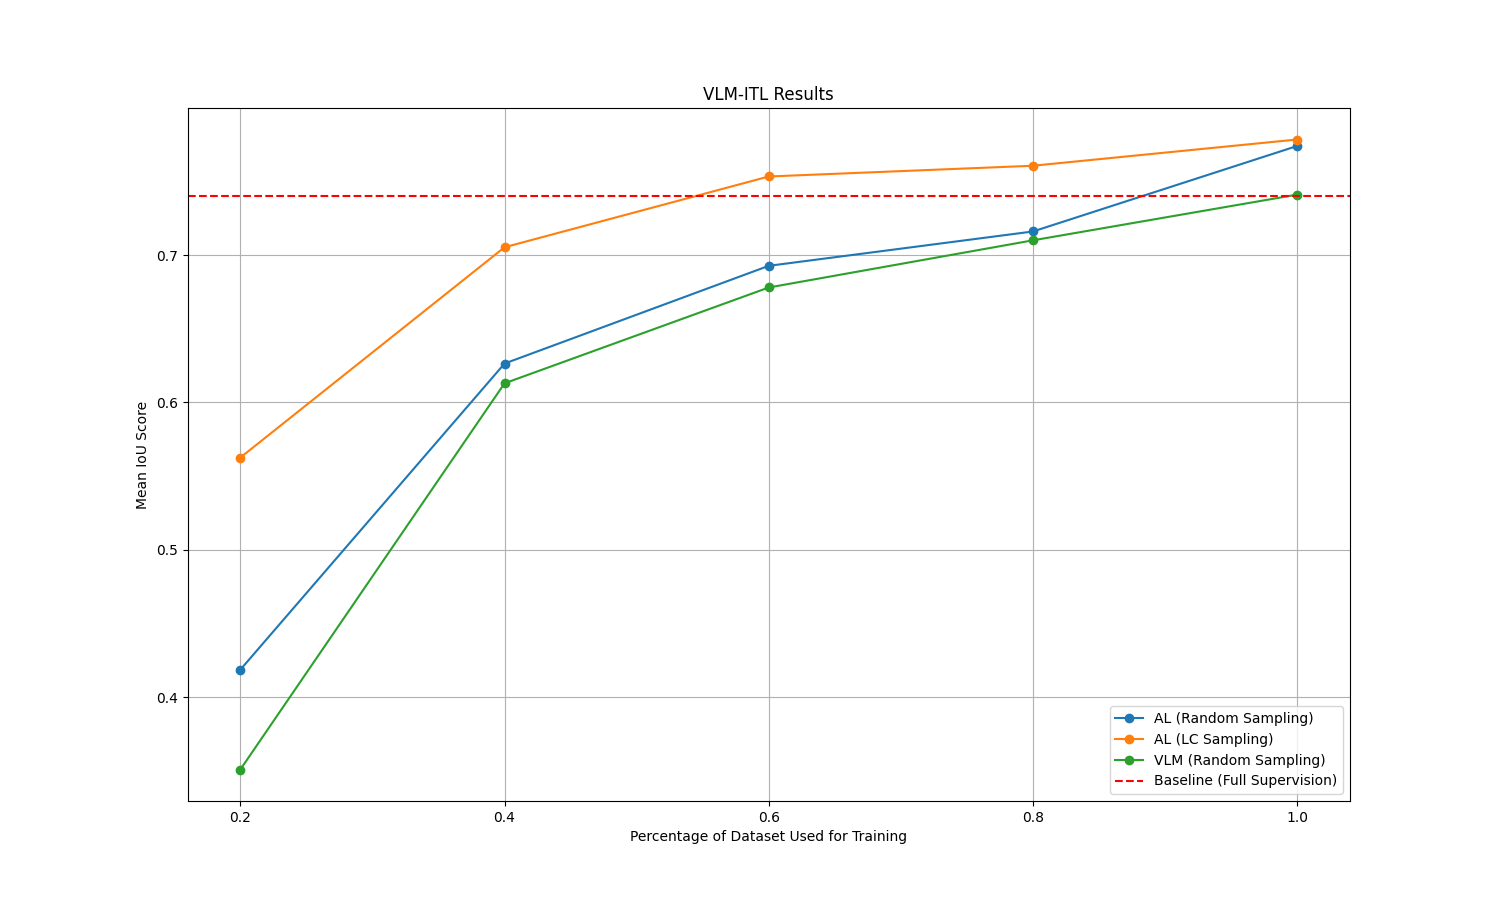 VLM-ITL Results
Mean IoU Score
0.7
0.6
0.5
0.4
0.2
0.4
0.6
0.8
1.0
Percentage of Dataset Used for Training
AL (Random Sampling)
AL (LC Sampling)
VLM (Random Sampling)
Baseline (Full Supervision)